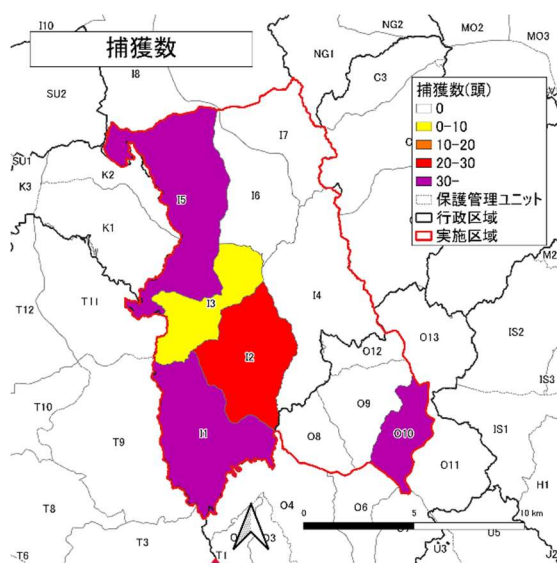 I10
NG2
MO2
捕獲数
NG1
MO3
I8
C3
SU2
捕獲数(頭)
0
0-10
10-20
20-30
30-
保護管理ユニット
行政区域
実施区域
I7
SU1
K2
K3
I5
I6
K1
M2
T11
I3
I4
T12
O13
IS2
I2
O12
IS3
T10
O9
I1
O10
IS1
T9
O8
O11
H1
O4
O6
T8
0
5
10 km
T3
O3
U5
T6
T1
U3
J2